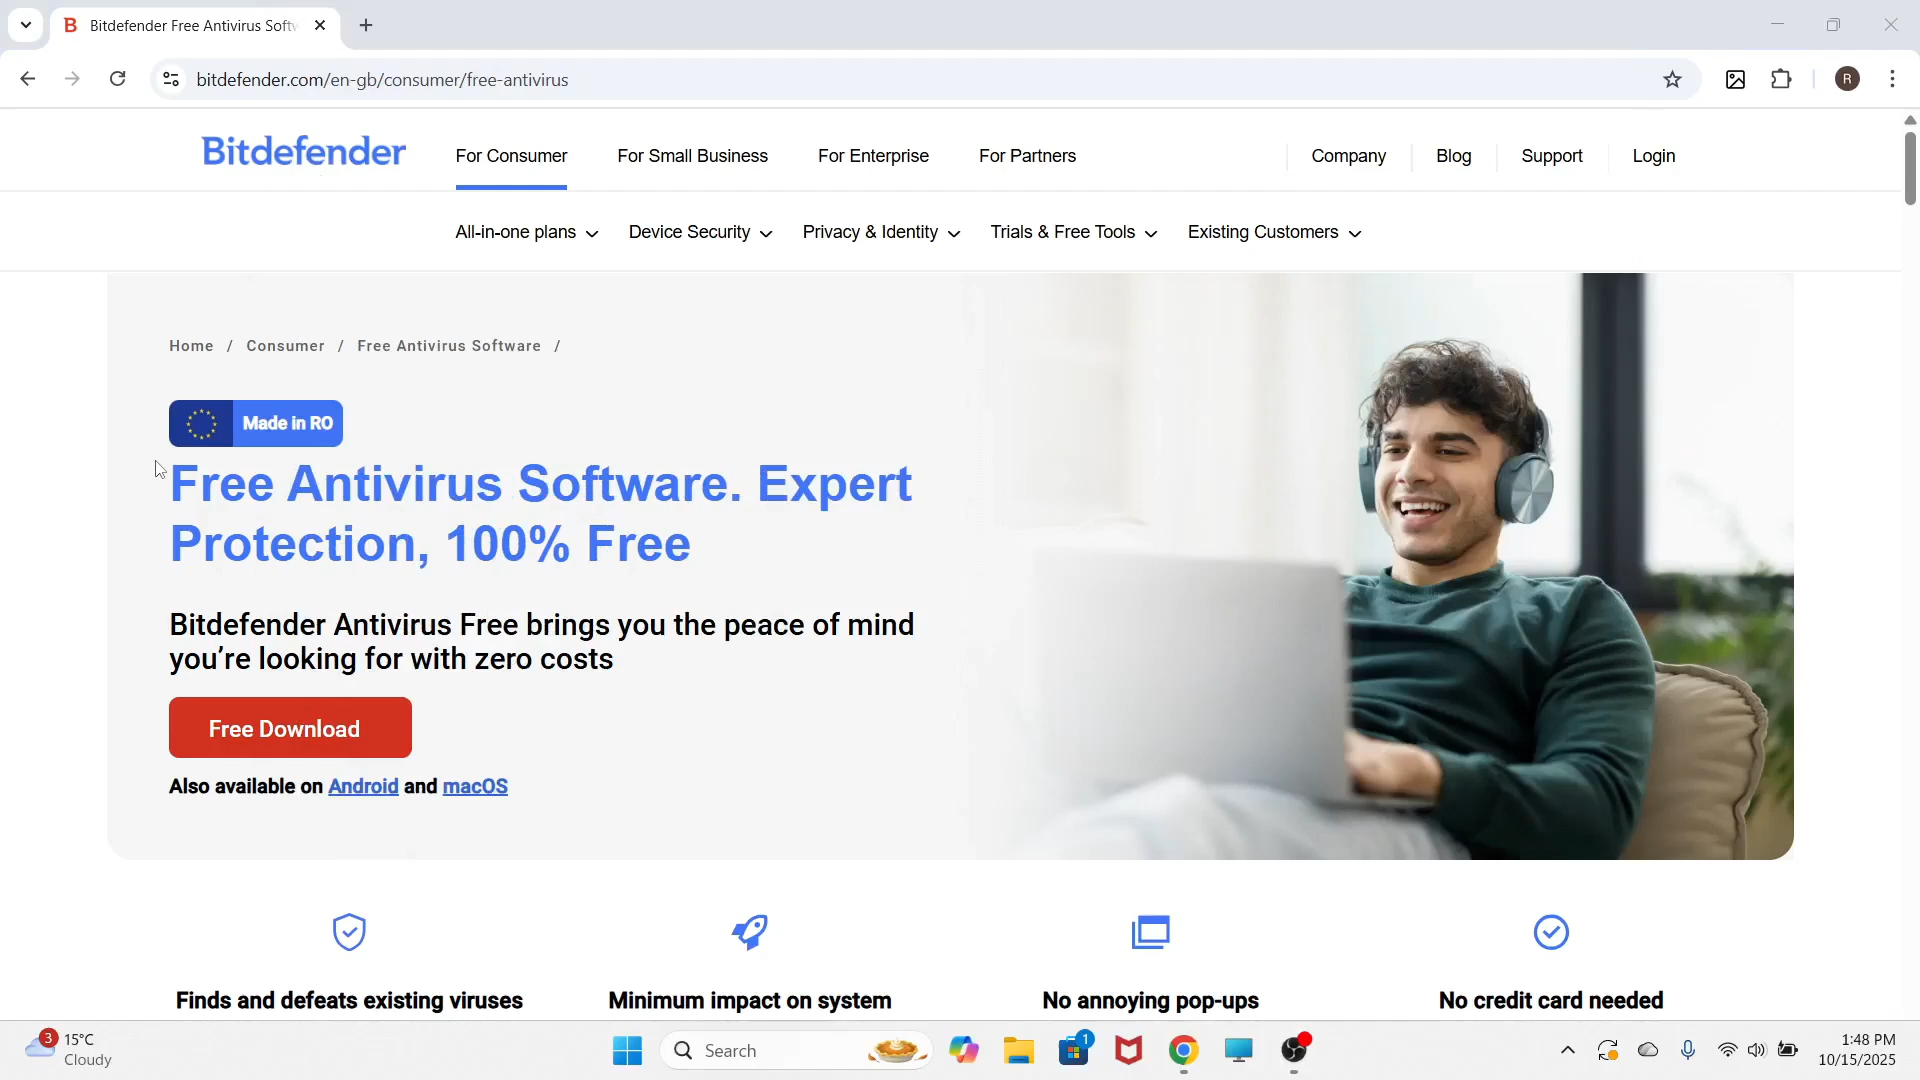 Bitdefender Free Antivirus Softw
bitdefender.com/en-gb/consumer/free-antivirus
R
Bitdefender
For Consumer
For Small Business
For Enterprise
For Partners
Company
Blog
Support
Login
All-in-one plans
Device Security
Privacy & Identity
Trials & Free Tools
Existing Customers
Home / Consumer / Free Antivirus Software /
Made in RO
Free Antivirus Software. Expert
Protection, 100% Free
Bitdefender Antivirus Free brings you the peace of mind
you’re looking for with zero costs
Free Download
Also available on Android and macOS
Finds and defeats existing viruses
Minimum impact on system
No annoying pop-ups
No credit card needed
3
15°C
Cloudy
Search
1
1:48 PM
10/15/2025